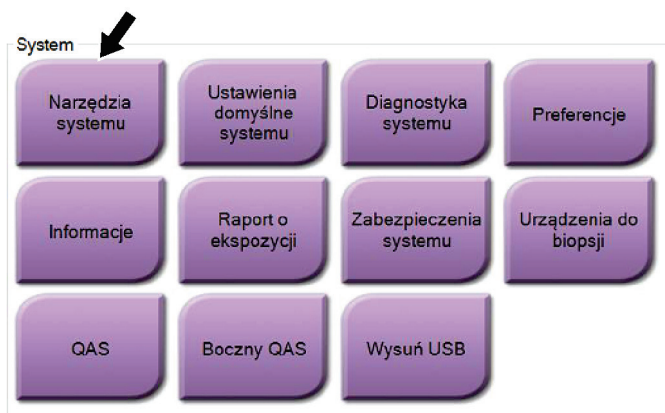 System
Narzędzia
systemu
Ustawienia
domyślne
systemu
Diagnostyka
systemu
Preferencje
Informacje
Raport o
ekspozycji
Zabezpieczenia
systemu
Urządzenia do
biopsji
QAS
Boczny QAS
Wysuń USB